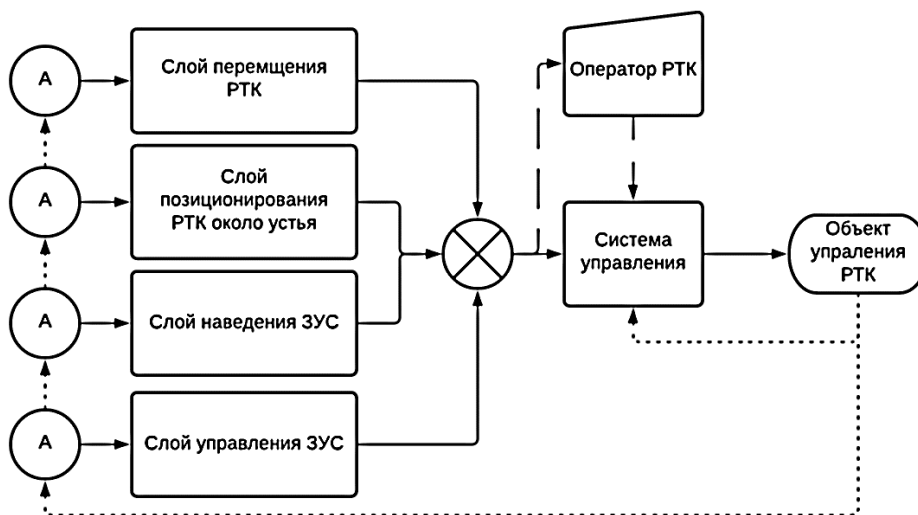 А
Слой перемщения
РТК
Оператор РТК
А
Слой
позиционирования
РТК около устья
Система
управления
Объект
упраления
РТК
А
Слой наведения ЗУС
А
Слой управления ЗУС